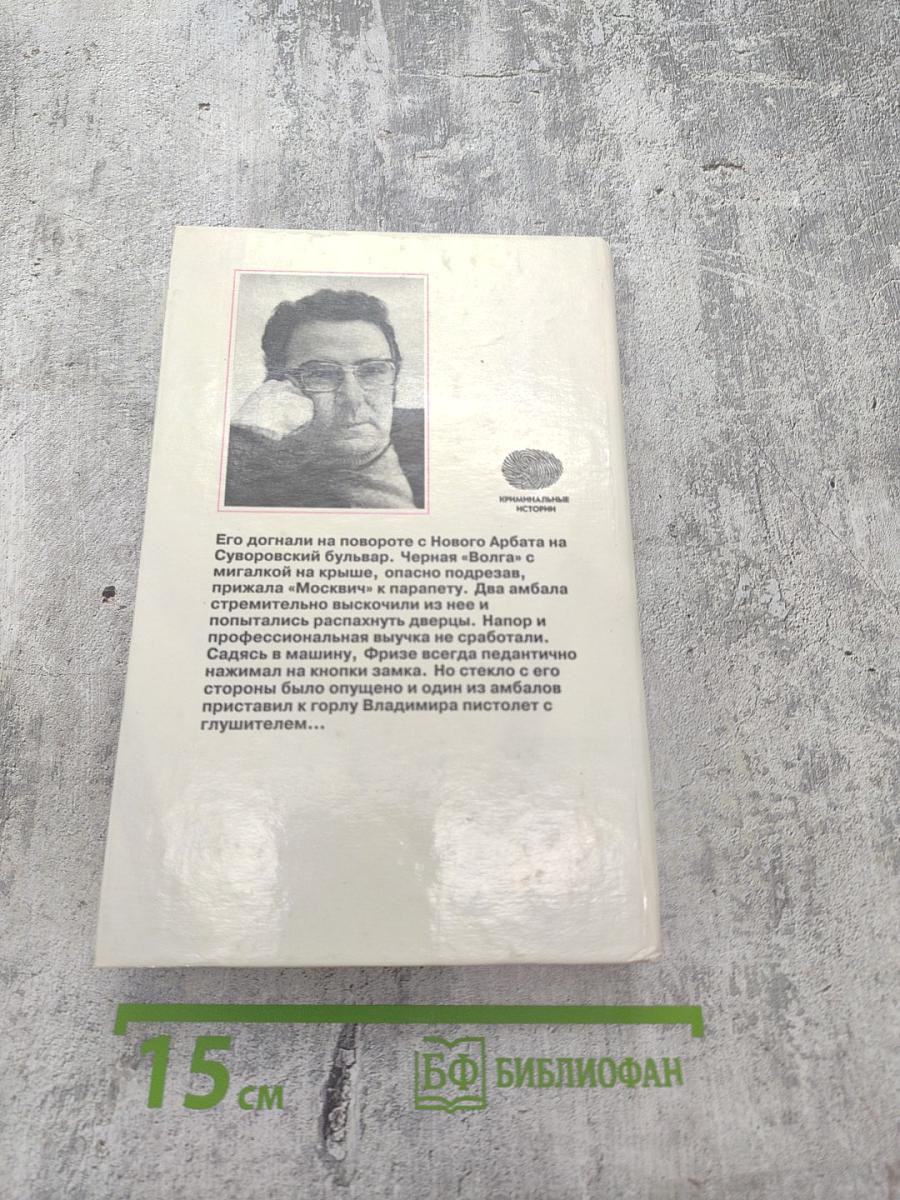 КРИМИНАЛЬНЫЕ
ИСТОРИИ
Его догнали на повороте с Нового Арбата на
Суворовский бульвар. Черная «Волга» с
мигалкой на крыше, опасно подрезав,
прижала «Москвич» к парапету. Два амбала
стремительно выскочили из нее и
попытались распахнуть дверцы. Напор и
профессиональная выучка не сработали.
Садясь в машину, Фризе всегда педантично
нажимал на кнопки замка. Но стекло с его
стороны было опущено и один из амбалов
приставил к горлу Владимира пистолет с
глушителем...
15 см
БФ БИБЛИОФАН